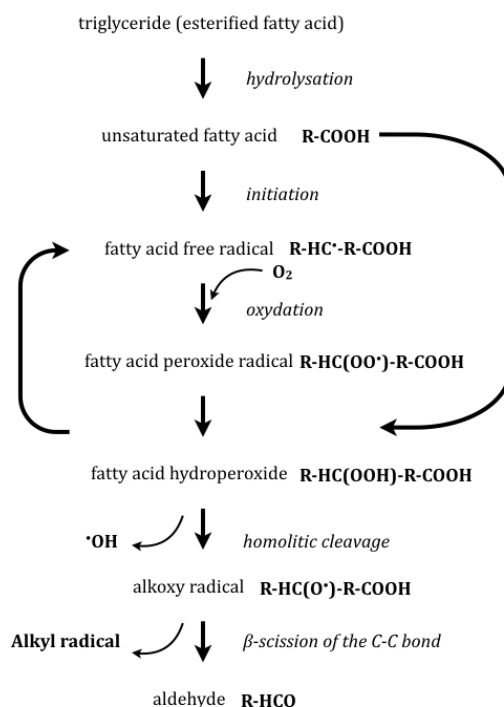 triglyceride (esterified fatty acid)
hydrolysation
unsaturated fatty acid R-COOH
initiation
fatty acid free radical R-HC•-R-COOH
O₂
oxydation
fatty acid peroxide radical R-HC(OO•)-R-COOH
fatty acid hydroperoxide R-HC(OOH)-R-COOH
•OH homolitic cleavage
alkoxy radical R-HC(O•)-R-COOH
Alkyl radical β-scission of the C-C bond
aldehyde R-HCO